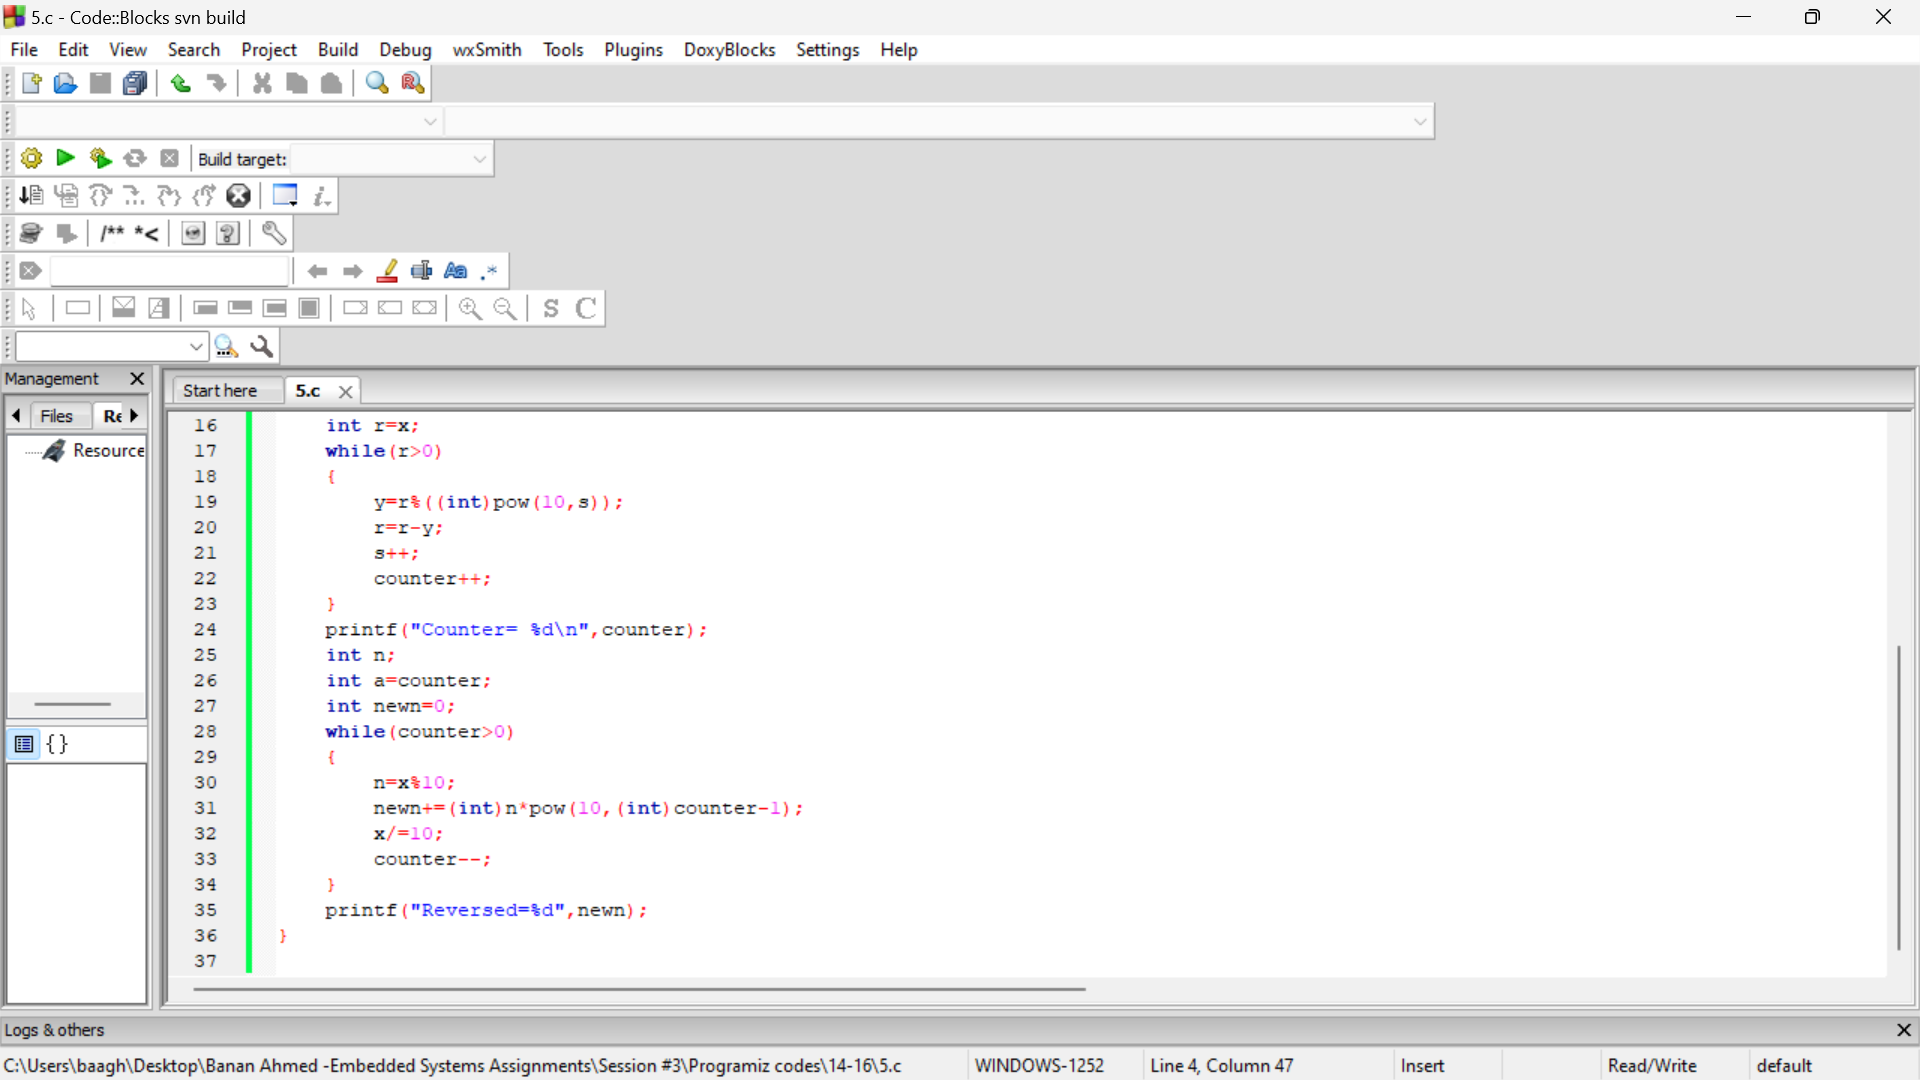 5.c - Code::Blocks svn build
File Edit View Search Project Build Debug wxSmith Tools Plugins DoxyBlocks Settings Help
Build target:
/** *<
Aa .*
S C
Management
Start here 5.c
Files Re
Resource
{}
16 int r=x;
17 while(r>0)
18 {
19 y=r%((int)pow(10,s));
20 r=r-y;
21 s++;
22 counter++;
23 }
24 printf("Counter= %d\n",counter);
25 int n;
26 int a=counter;
27 int newn=0;
28 while(counter>0)
29 {
30 n=x%10;
31 newn+=(int)n*pow(10,(int)counter-1);
32 x/=10;
33 counter--;
34 }
35 printf("Reversed=%d",newn);
36 }
37
Logs & others
C:\Users\baagh\Desktop\Banan Ahmed -Embedded Systems Assignments\Session #3\Programiz codes\14-16\5.c WINDOWS-1252 Line 4, Column 47 Insert Read/Write default